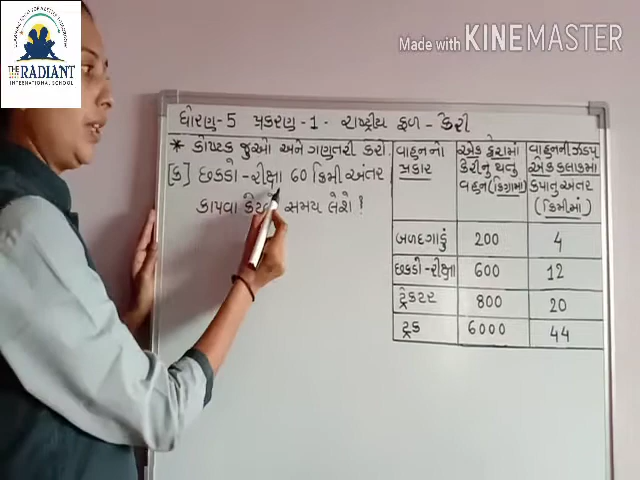 THE RADIANT
INTERNATIONAL SCHOOL
Made with KINEMASTER
ધોરણ-5 પ્રકરણ-1- રાષ્ટ્રીય ફળ - કેરી
* કોષ્ટક જુઓ અને ગણતરી કરો.
[ક] છકડો-રીક્ષા 60 કિમી અંતર
કાપવા કેટલો સમય લેશે ?
વાહનનો પ્રકાર | એક ફેરામાં કેરીનું થતું વહન (કિગ્રામાં) | વાહનની ઝડપ એક કલાકમાં કપાતુ અંતર (કિમીમાં)
બળદગાડું 200 4
છકડો-રીક્ષા 600 12
ટ્રેકટર 800 20
ટ્રક 6000 44